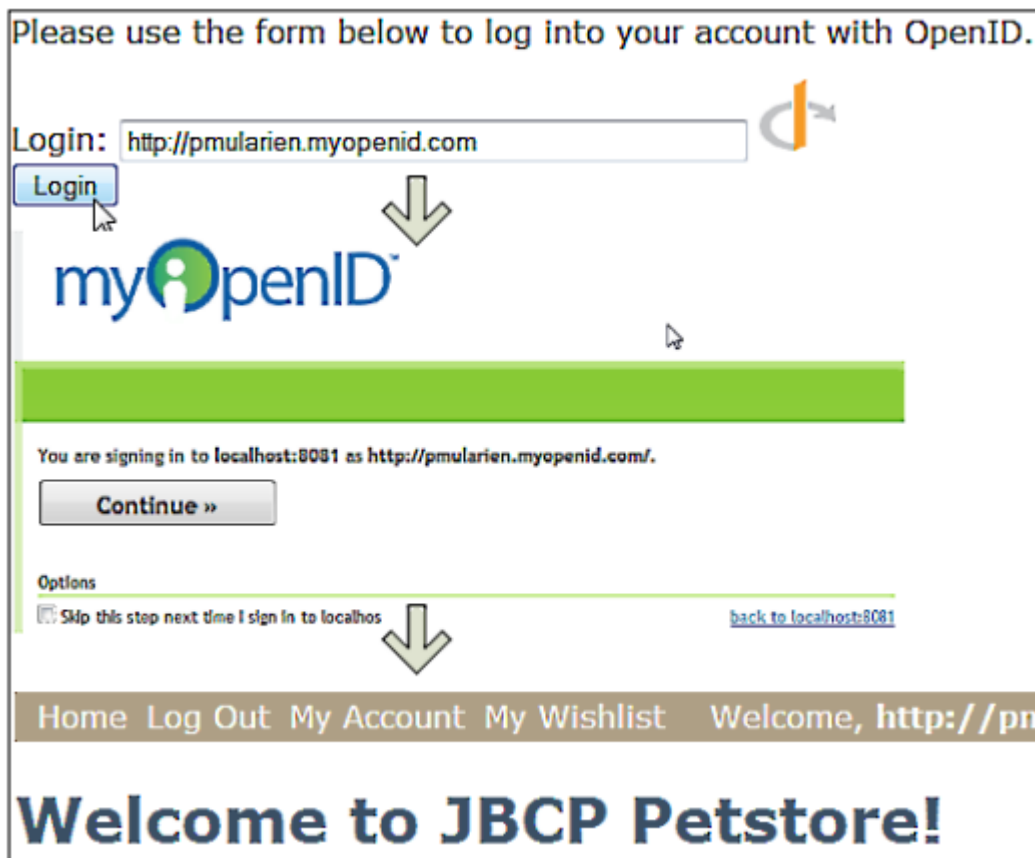 Please use the form below to log into your account with OpenID.
Login: http://pmularien.myopenid.com
Login
myOpenID™
You are signing in to localhost:8081 as http://pmularien.myopenid.com/.
Continue »
Options
Skip this step next time I sign in to localhos
back to localhost:8081
Home Log Out My Account My Wishlist Welcome, http://pm
Welcome to JBCP Petstore!